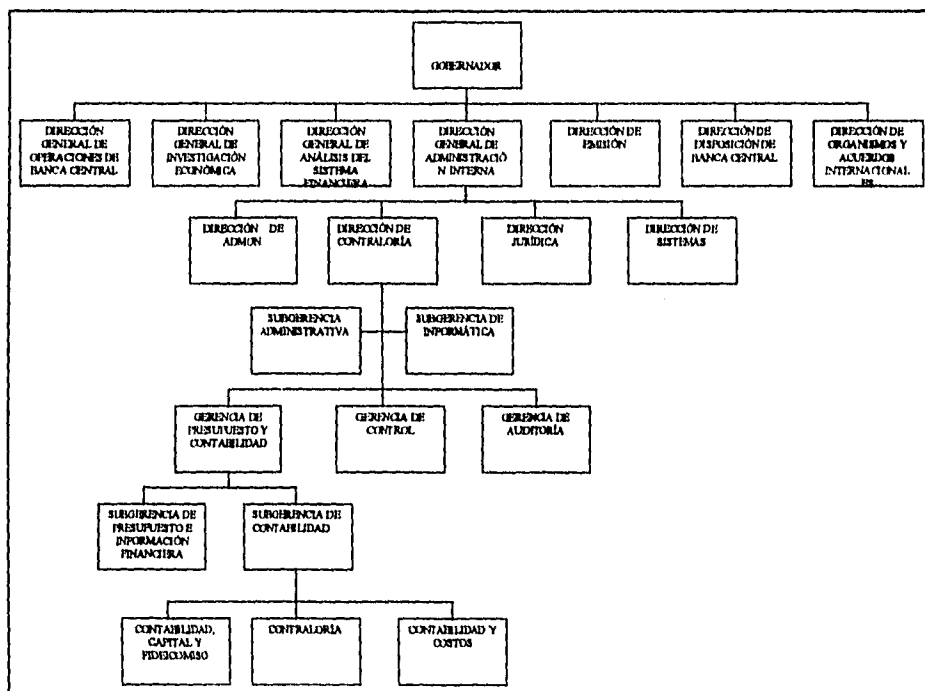 GOBERNADOR
DIRECCIÓN
GENERAL DE
OPERACIONES DE
BANCA CENTRAL
DIRECCIÓN
GENERAL DE
INVESTIGACIÓN
ECONÓMICA
DIRECCIÓN
GENERAL DE
ANÁLISIS DEL
SISTEMA
FINANCIERA
DIRECCIÓN
GENERAL DE
ADMINISTRACIÓ
N INTERNA
DIRECCIÓN DE
EMISIÓN
DIRECCIÓN DE
DISPOSICIÓN DE
BANCA CENTRAL
DIRECCIÓN DE
ORGANISMOS Y
ACUERDOS
INTERNACIONAL
ES
DIRECCIÓN DE
ADMON
DIRECCIÓN DE
CONTRALORÍA
DIRECCIÓN
JURÍDICA
DIRECCIÓN DE
SISTEMAS
SUBGERENCIA
ADMINISTRATIVA
SUBGERENCIA DE
INFORMÁTICA
GERENCIA DE
PRESUPUESTO Y
CONTABILIDAD
GERENCIA DE
CONTROL
GERENCIA DE
AUDITORÍA
SUBGERENCIA DE
PRESUPUESTO E
INFORMACIÓN
FINANCIERA
SUBGERENCIA DE
CONTABILIDAD
CONTABILIDAD,
CAPITAL Y
FIDEICOMISO
CONTRALORÍA
CONTABILIDAD Y
COSTOS